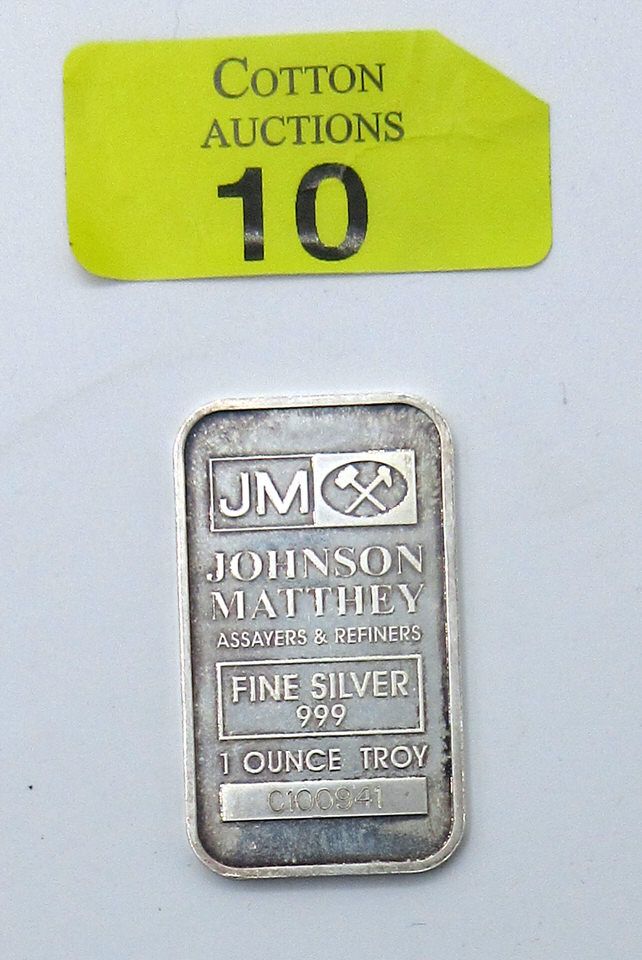 COTTON
AUCTIONS
10
JM
JOHNSON
MATTHEY
ASSAYERS & REFINERS
FINE SILVER
999
1 OUNCE TROY
C100941